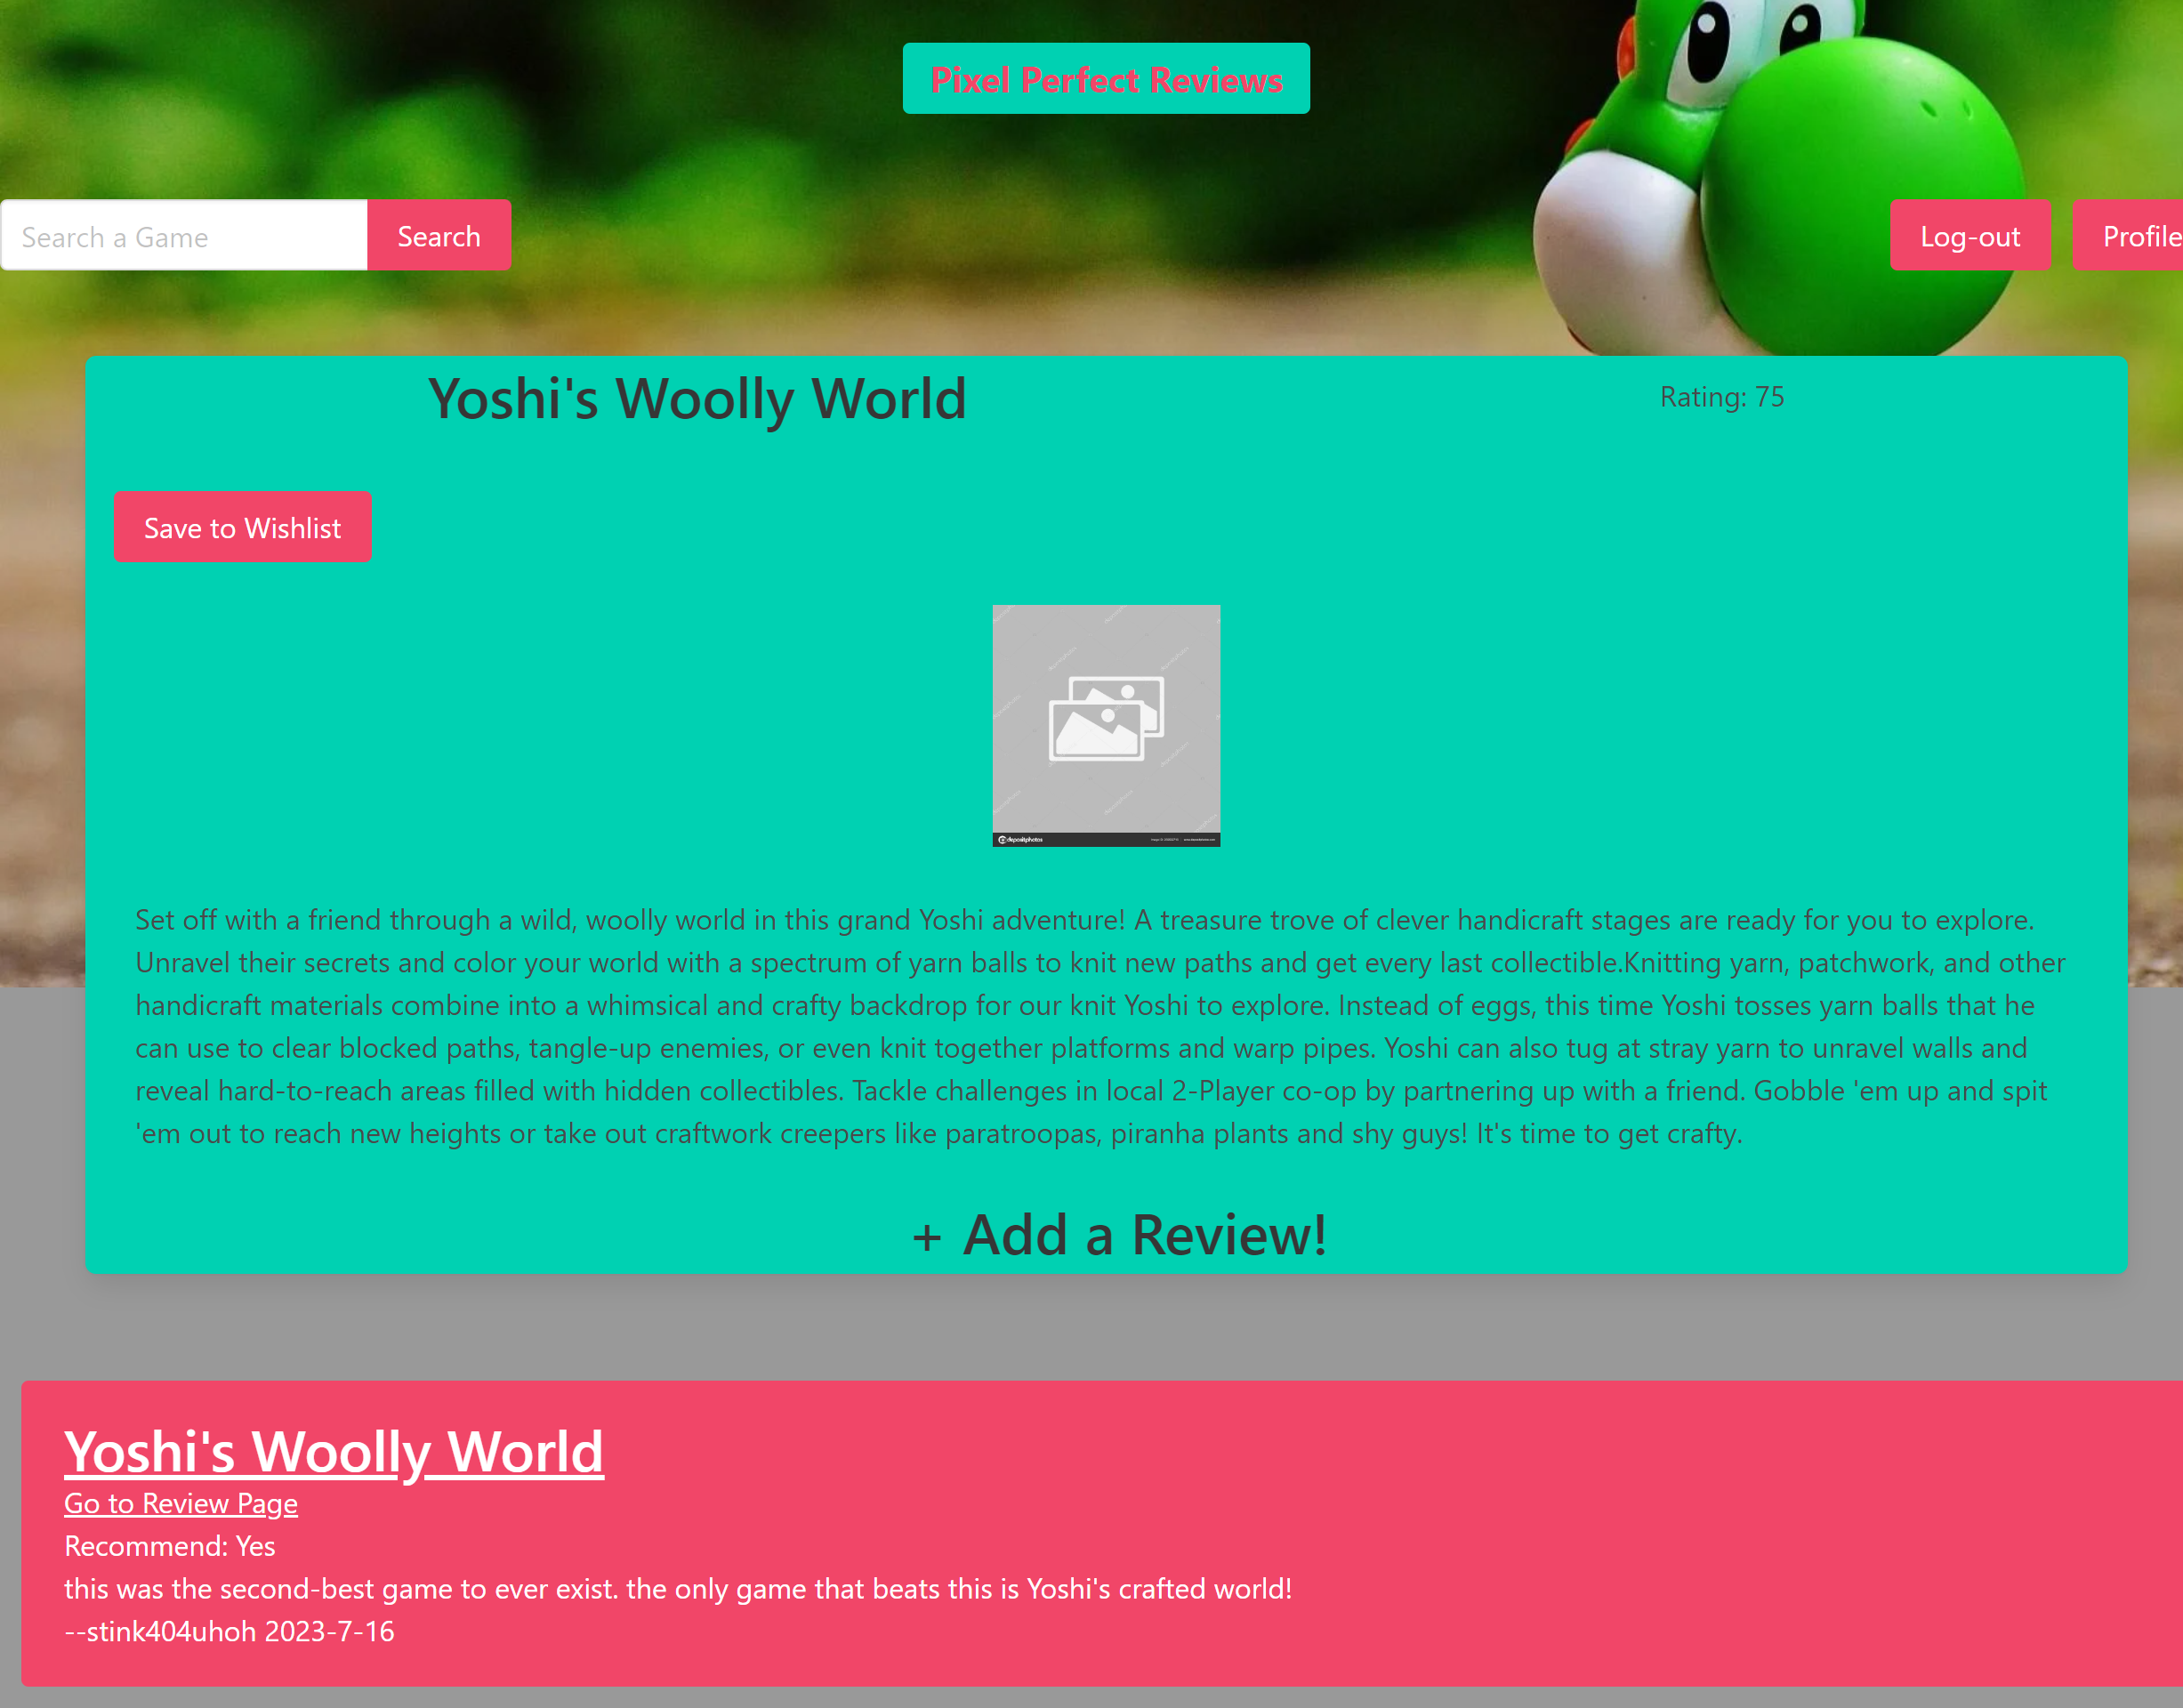 Pixel Perfect Reviews
Search a Game
Search
Log-out
Profile
Yoshi's Woolly World
Rating: 75
Save to Wishlist
depositphotos
Set off with a friend through a wild, woolly world in this grand Yoshi adventure! A treasure trove of clever handicraft stages are ready for you to explore.
Unravel their secrets and color your world with a spectrum of yarn balls to knit new paths and get every last collectible.Knitting yarn, patchwork, and other
handicraft materials combine into a whimsical and crafty backdrop for our knit Yoshi to explore. Instead of eggs, this time Yoshi tosses yarn balls that he
can use to clear blocked paths, tangle-up enemies, or even knit together platforms and warp pipes. Yoshi can also tug at stray yarn to unravel walls and
reveal hard-to-reach areas filled with hidden collectibles. Tackle challenges in local 2-Player co-op by partnering up with a friend. Gobble 'em up and spit
'em out to reach new heights or take out craftwork creepers like paratroopas, piranha plants and shy guys! It's time to get crafty.
+ Add a Review!
Yoshi's Woolly World
Go to Review Page
Recommend: Yes
this was the second-best game to ever exist. the only game that beats this is Yoshi's crafted world!
--stink404uhoh 2023-7-16